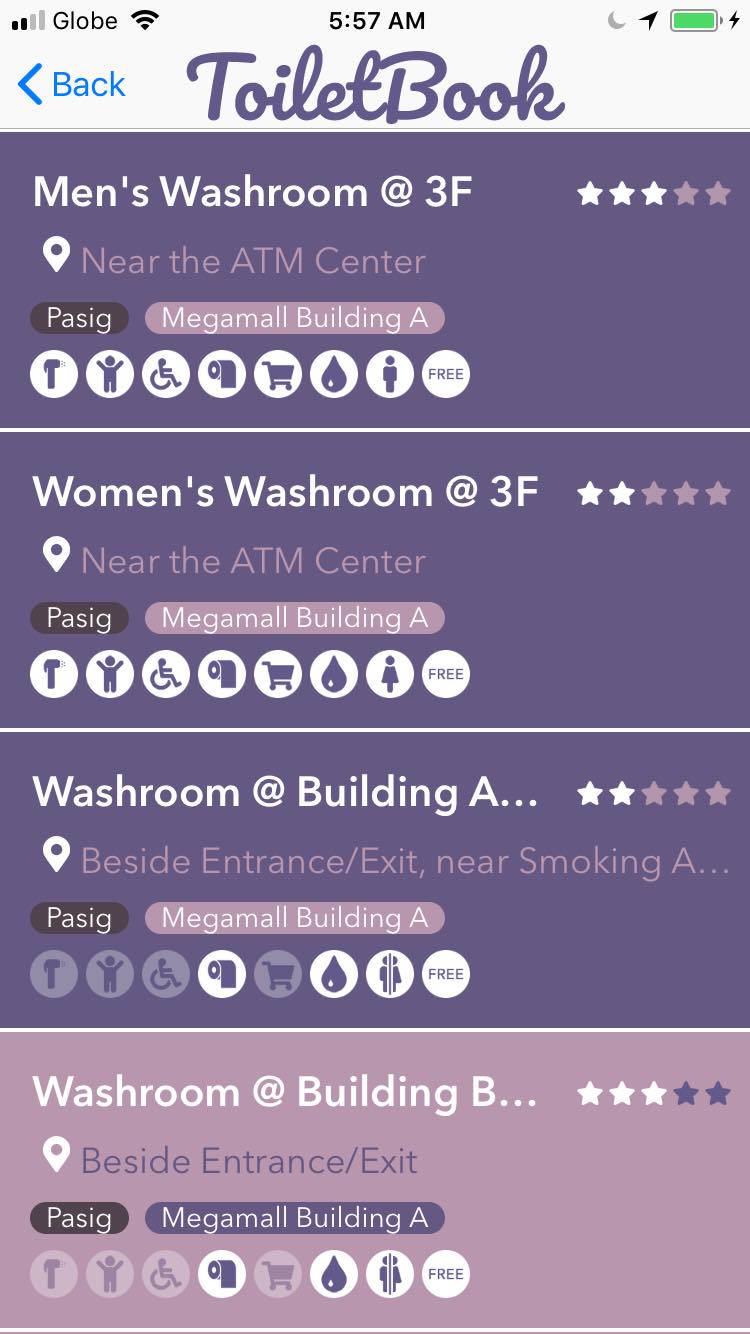 Globe 5:57 AM
Back ToiletBook
Men's Washroom @ 3F
Near the ATM Center
Pasig Megamall Building A
FREE
Women's Washroom @ 3F
Near the ATM Center
Pasig Megamall Building A
FREE
Washroom @ Building A...
Beside Entrance/Exit, near Smoking A...
Pasig Megamall Building A
FREE
Washroom @ Building B...
Beside Entrance/Exit
Pasig Megamall Building A
FREE